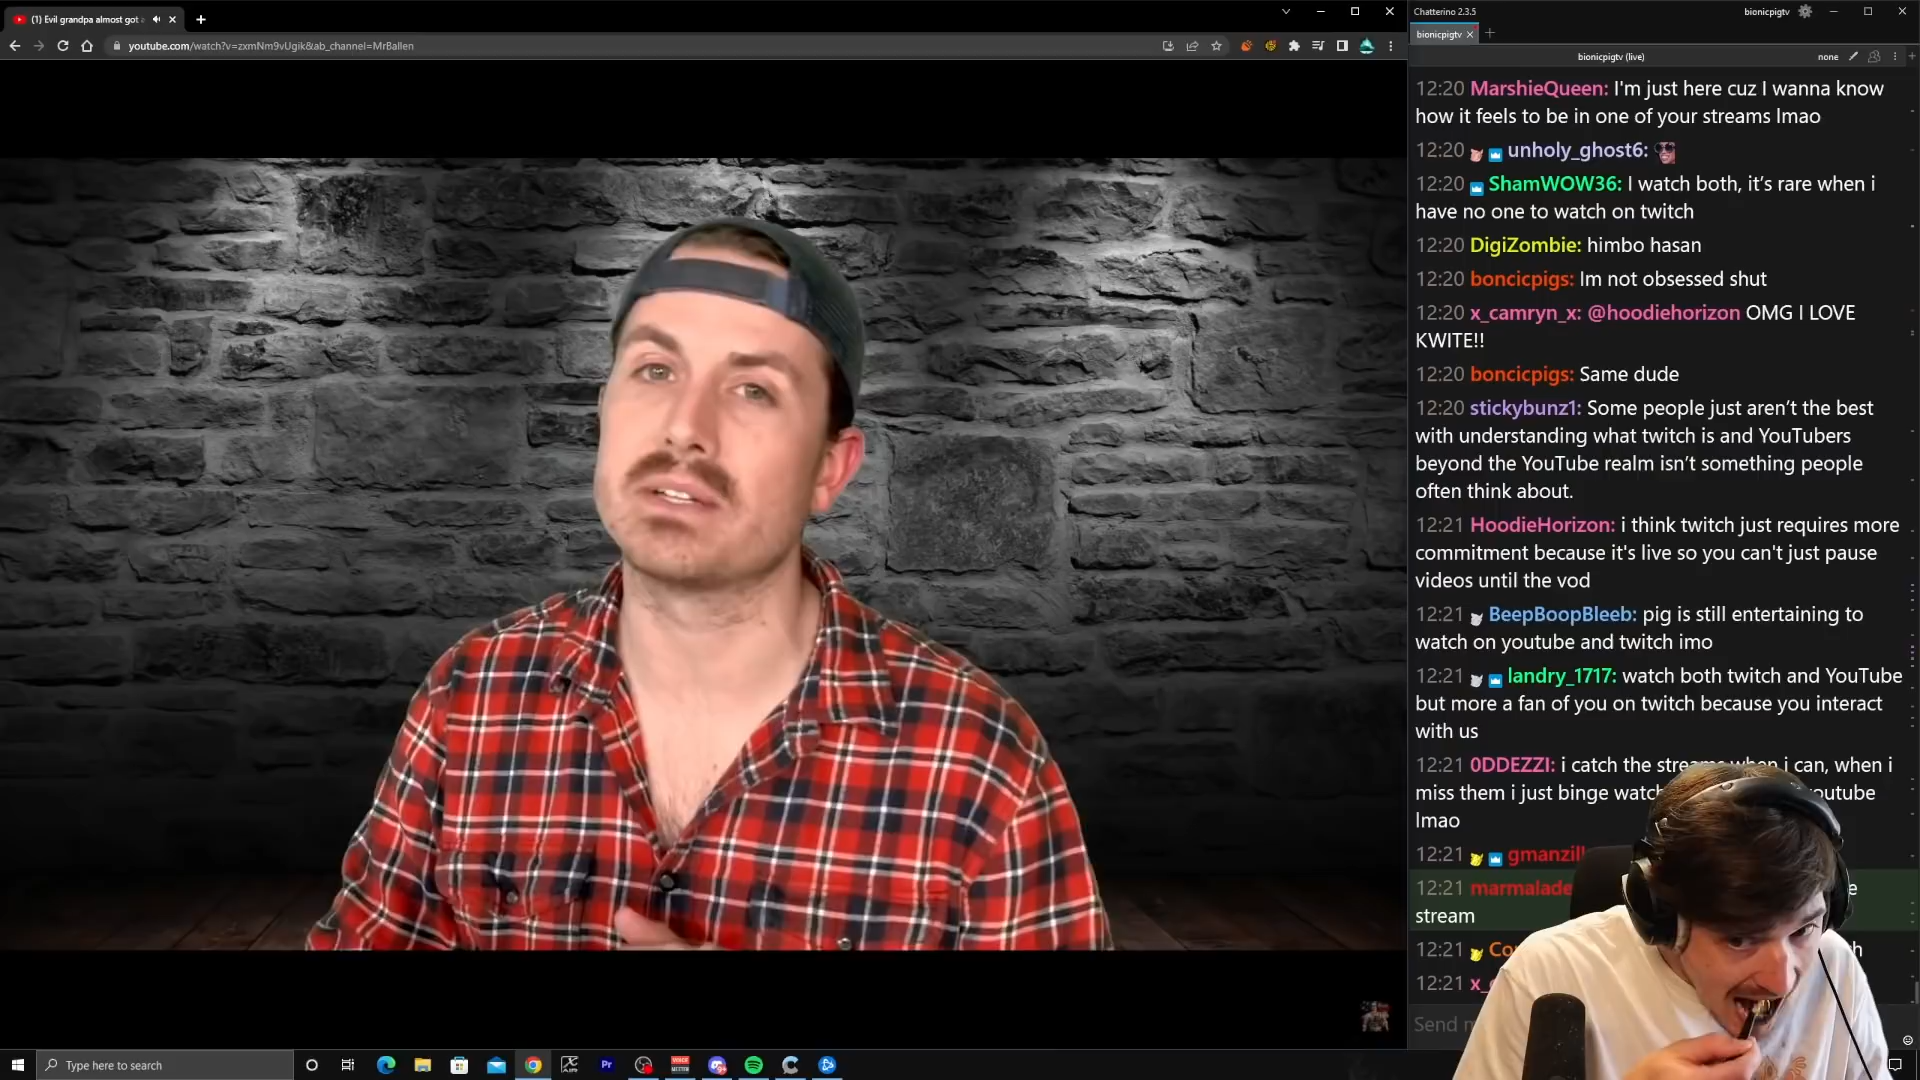 (1) Evil grandpa almost got a
youtube.com/watch?v=zxmNm9vUgik&ab_channel=MrBallen
Chatterino 2.3.5
bionicpigtv
bionicpigtv
bionicpigtv (live)
none
12:20 MarshieQueen: I'm just here cuz I wanna know
how it feels to be in one of your streams lmao
12:20 unholy_ghost6:
12:20 ShamWOW36: I watch both, it’s rare when i
have no one to watch on twitch
12:20 DigiZombie: himbo hasan
12:20 boncicpigs: Im not obsessed shut
12:20 x_camryn_x: @hoodiehorizon OMG I LOVE
KWITE!!
12:20 boncicpigs: Same dude
12:20 stickybunz1: Some people just aren’t the best
with understanding what twitch is and YouTubers
beyond the YouTube realm isn’t something people
often think about.
12:21 HoodieHorizon: i think twitch just requires more
commitment because it's live so you can't just pause
videos until the vod
12:21 BeepBoopBleeb: pig is still entertaining to
watch on youtube and twitch imo
12:21 landry_1717: watch both twitch and YouTube
but more a fan of you on twitch because you interact
with us
12:21 0DDEZZI: i catch the streams when i can, when i
miss them i just binge watch youtube
lmao
12:21 gmanzill
12:21 marmalade
stream
12:21 Co
12:21 x_
Send
Type here to search
Pr